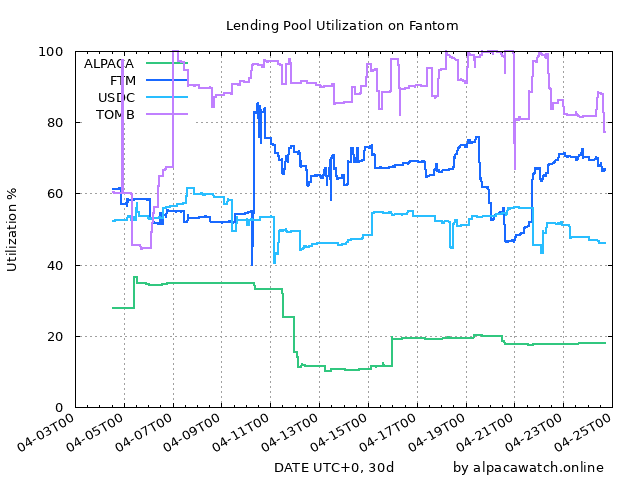 Lending Pool Utilization on Fantom
Utilization %
100
80
60
40
20
0
ALPACA
FTM
USDC
TOMB
04-03T00
04-05T00
04-07T00
04-09T00
04-11T00
04-13T00
04-15T00
04-17T00
04-19T00
04-21T00
04-23T00
04-25T00
DATE UTC+0, 30d
by alpacawatch.online